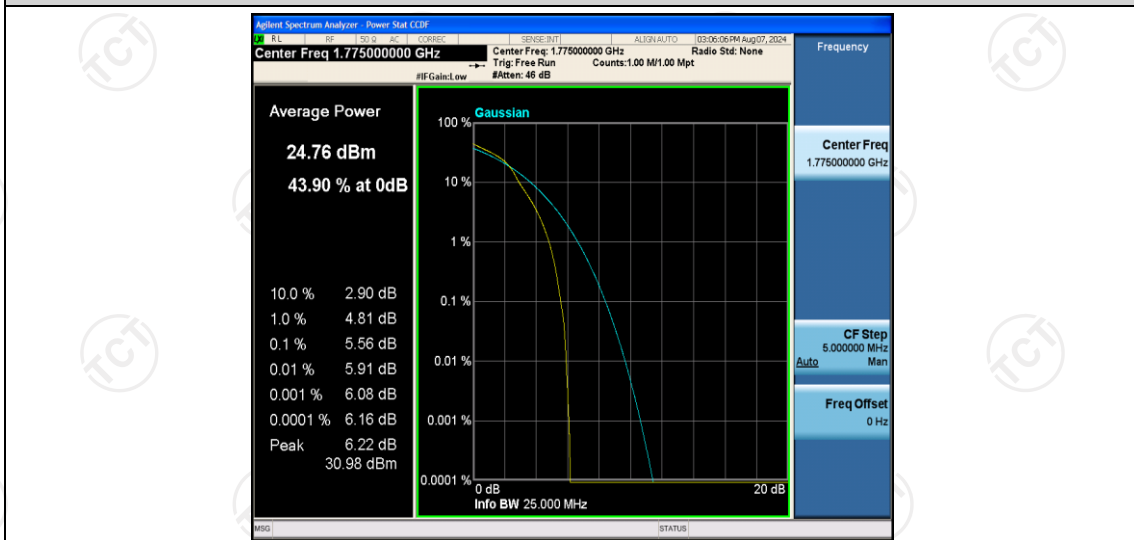 Agilent Spectrum Analyzer - Power Stat CCDF
RL RF 50 Ω AC CORREC SENSE:INT ALIGN AUTO 03:06:06 PM Aug 07, 2024
Center Freq 1.775000000 GHz
Center Freq: 1.775000000 GHz Radio Std: None
Trig: Free Run Counts:1.00 M/1.00 Mpt
#IFGain:Low #Atten: 46 dB
Frequency
Average Power
24.76 dBm
43.90 % at 0dB
10.0 % 2.90 dB
1.0 % 4.81 dB
0.1 % 5.56 dB
0.01 % 5.91 dB
0.001 % 6.08 dB
0.0001 % 6.16 dB
Peak 6.22 dB
30.98 dBm
Gaussian
100 %
10 %
1 %
0.1 %
0.01 %
0.001 %
0.0001 %
0 dB 20 dB
Info BW 25.000 MHz
Center Freq
1.775000000 GHz
CF Step
5.000000 MHz
Auto Man
Freq Offset
0 Hz
MSG STATUS
TCT
TCT
TCT
TCT